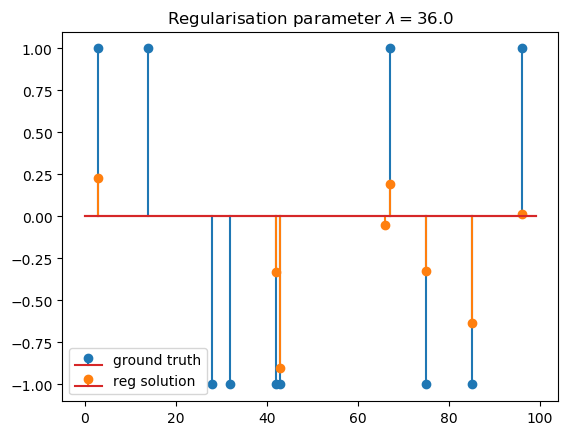 Regularisation parameter λ = 36.0
1.00
0.75
0.50
0.25
0.00
−0.25
−0.50
−0.75
−1.00
ground truth
reg solution
0 20 40 60 80 100